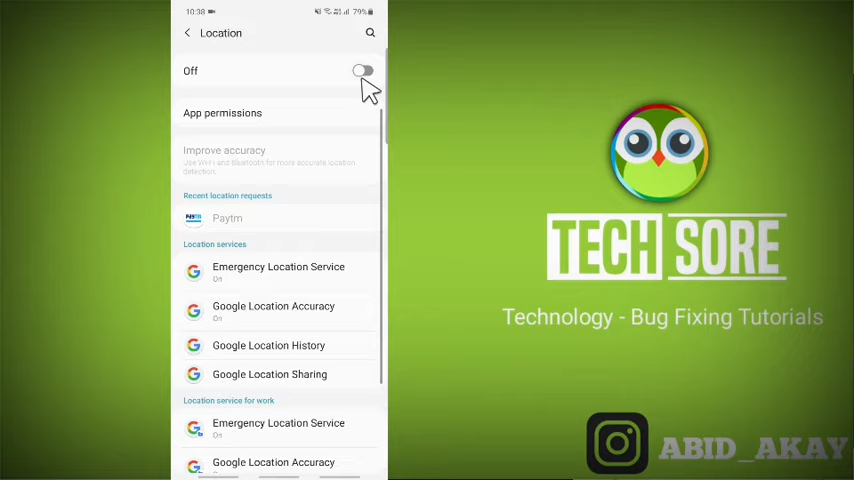 10:38
79%
Location
Off
App permissions
Improve accuracy
Use Wi-Fi and Bluetooth for more accurate location
detection.
Recent location requests
PAYTM
Paytm
Location services
Emergency Location Service
On
Google Location Accuracy
On
Google Location History
Google Location Sharing
Location service for work
Emergency Location Service
On
Google Location Accuracy
TECH SORE
Technology - Bug Fixing Tutorials
ABID_AKAY